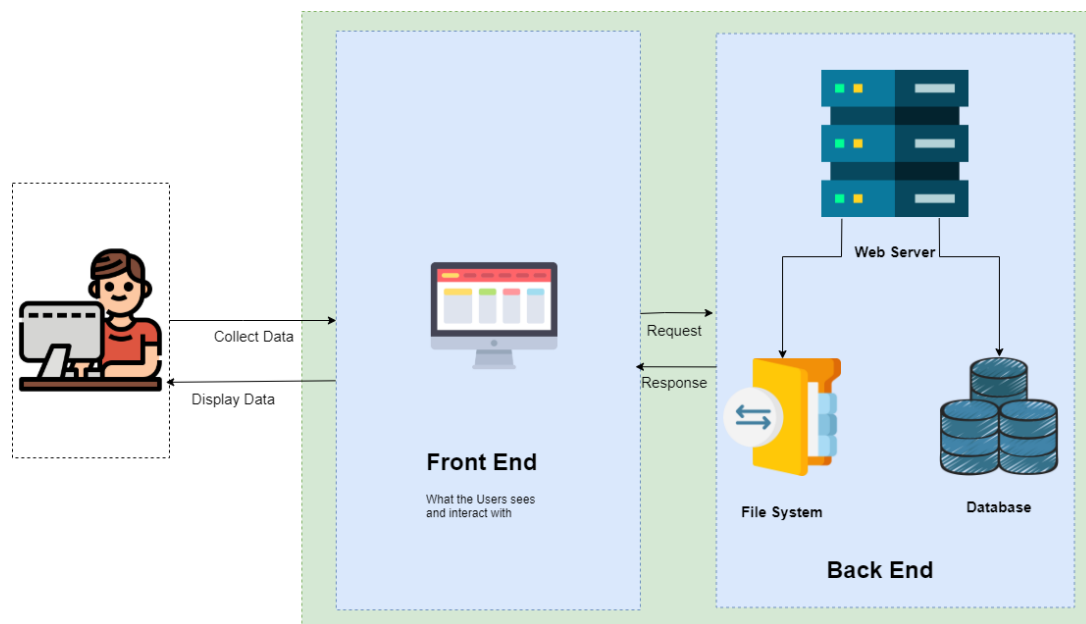 Collect Data
Display Data
Front End
What the Users sees
and interact with
Request
Response
Web Server
File System
Database
Back End